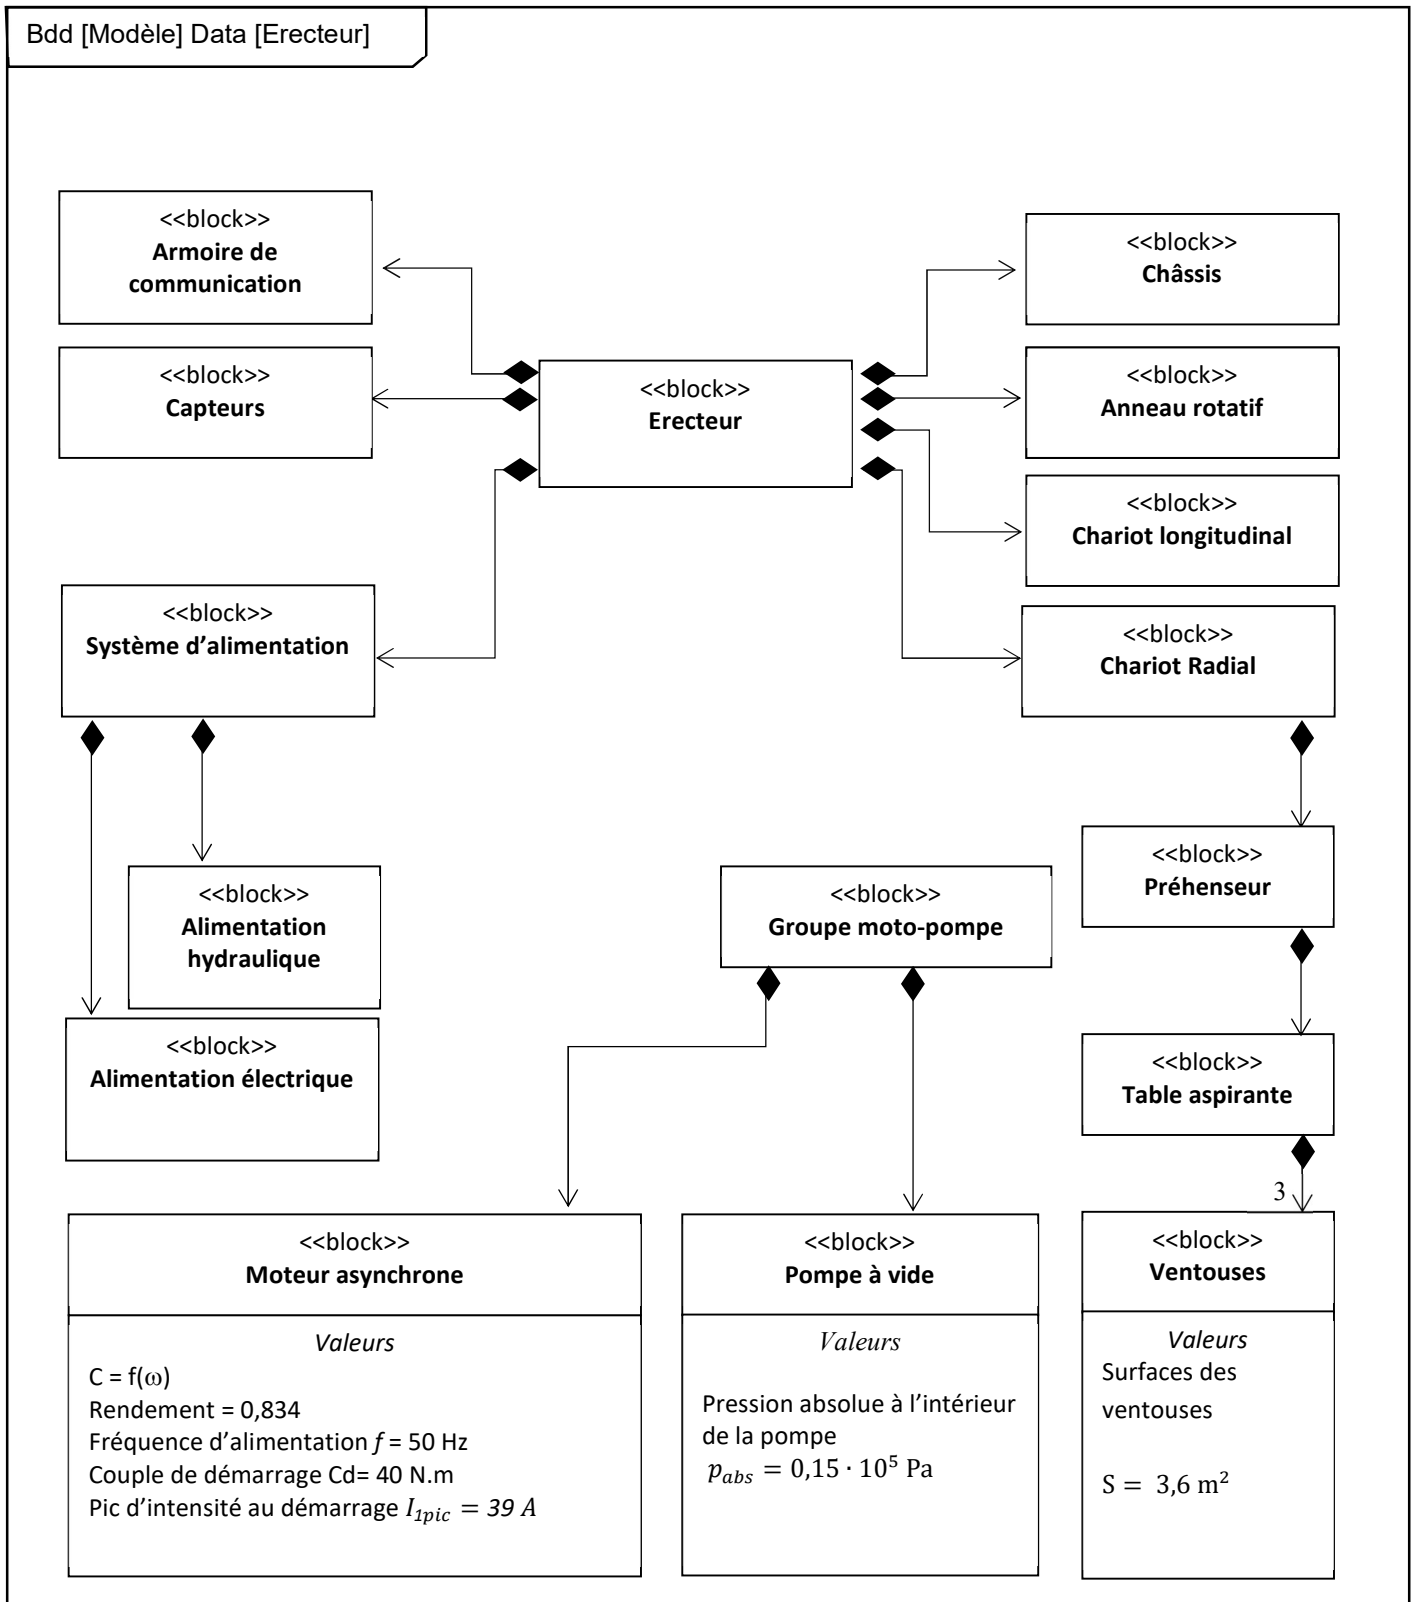 Bdd [Modèle] Data [Erecteur]
<<block>>
Armoire de
communication
<<block>>
Châssis
<<block>>
Capteurs
<<block>>
Erecteur
<<block>>
Anneau rotatif
<<block>>
Chariot longitudinal
<<block>>
Système d’alimentation
<<block>>
Chariot Radial
<<block>>
Alimentation
hydraulique
<<block>>
Groupe moto-pompe
<<block>>
Préhenseur
<<block>>
Alimentation électrique
<<block>>
Table aspirante
3
<<block>>
Moteur asynchrone
Valeurs
C = f(ω)
Rendement = 0,834
Fréquence d’alimentation f = 50 Hz
Couple de démarrage Cd= 40 N.m
Pic d’intensité au démarrage I1pic = 39 A
<<block>>
Pompe à vide
Valeurs
Pression absolue à l’intérieur
de la pompe
pabs = 0,15 · 10⁵ Pa
<<block>>
Ventouses
Valeurs
Surfaces des
ventouses
S = 3,6 m²